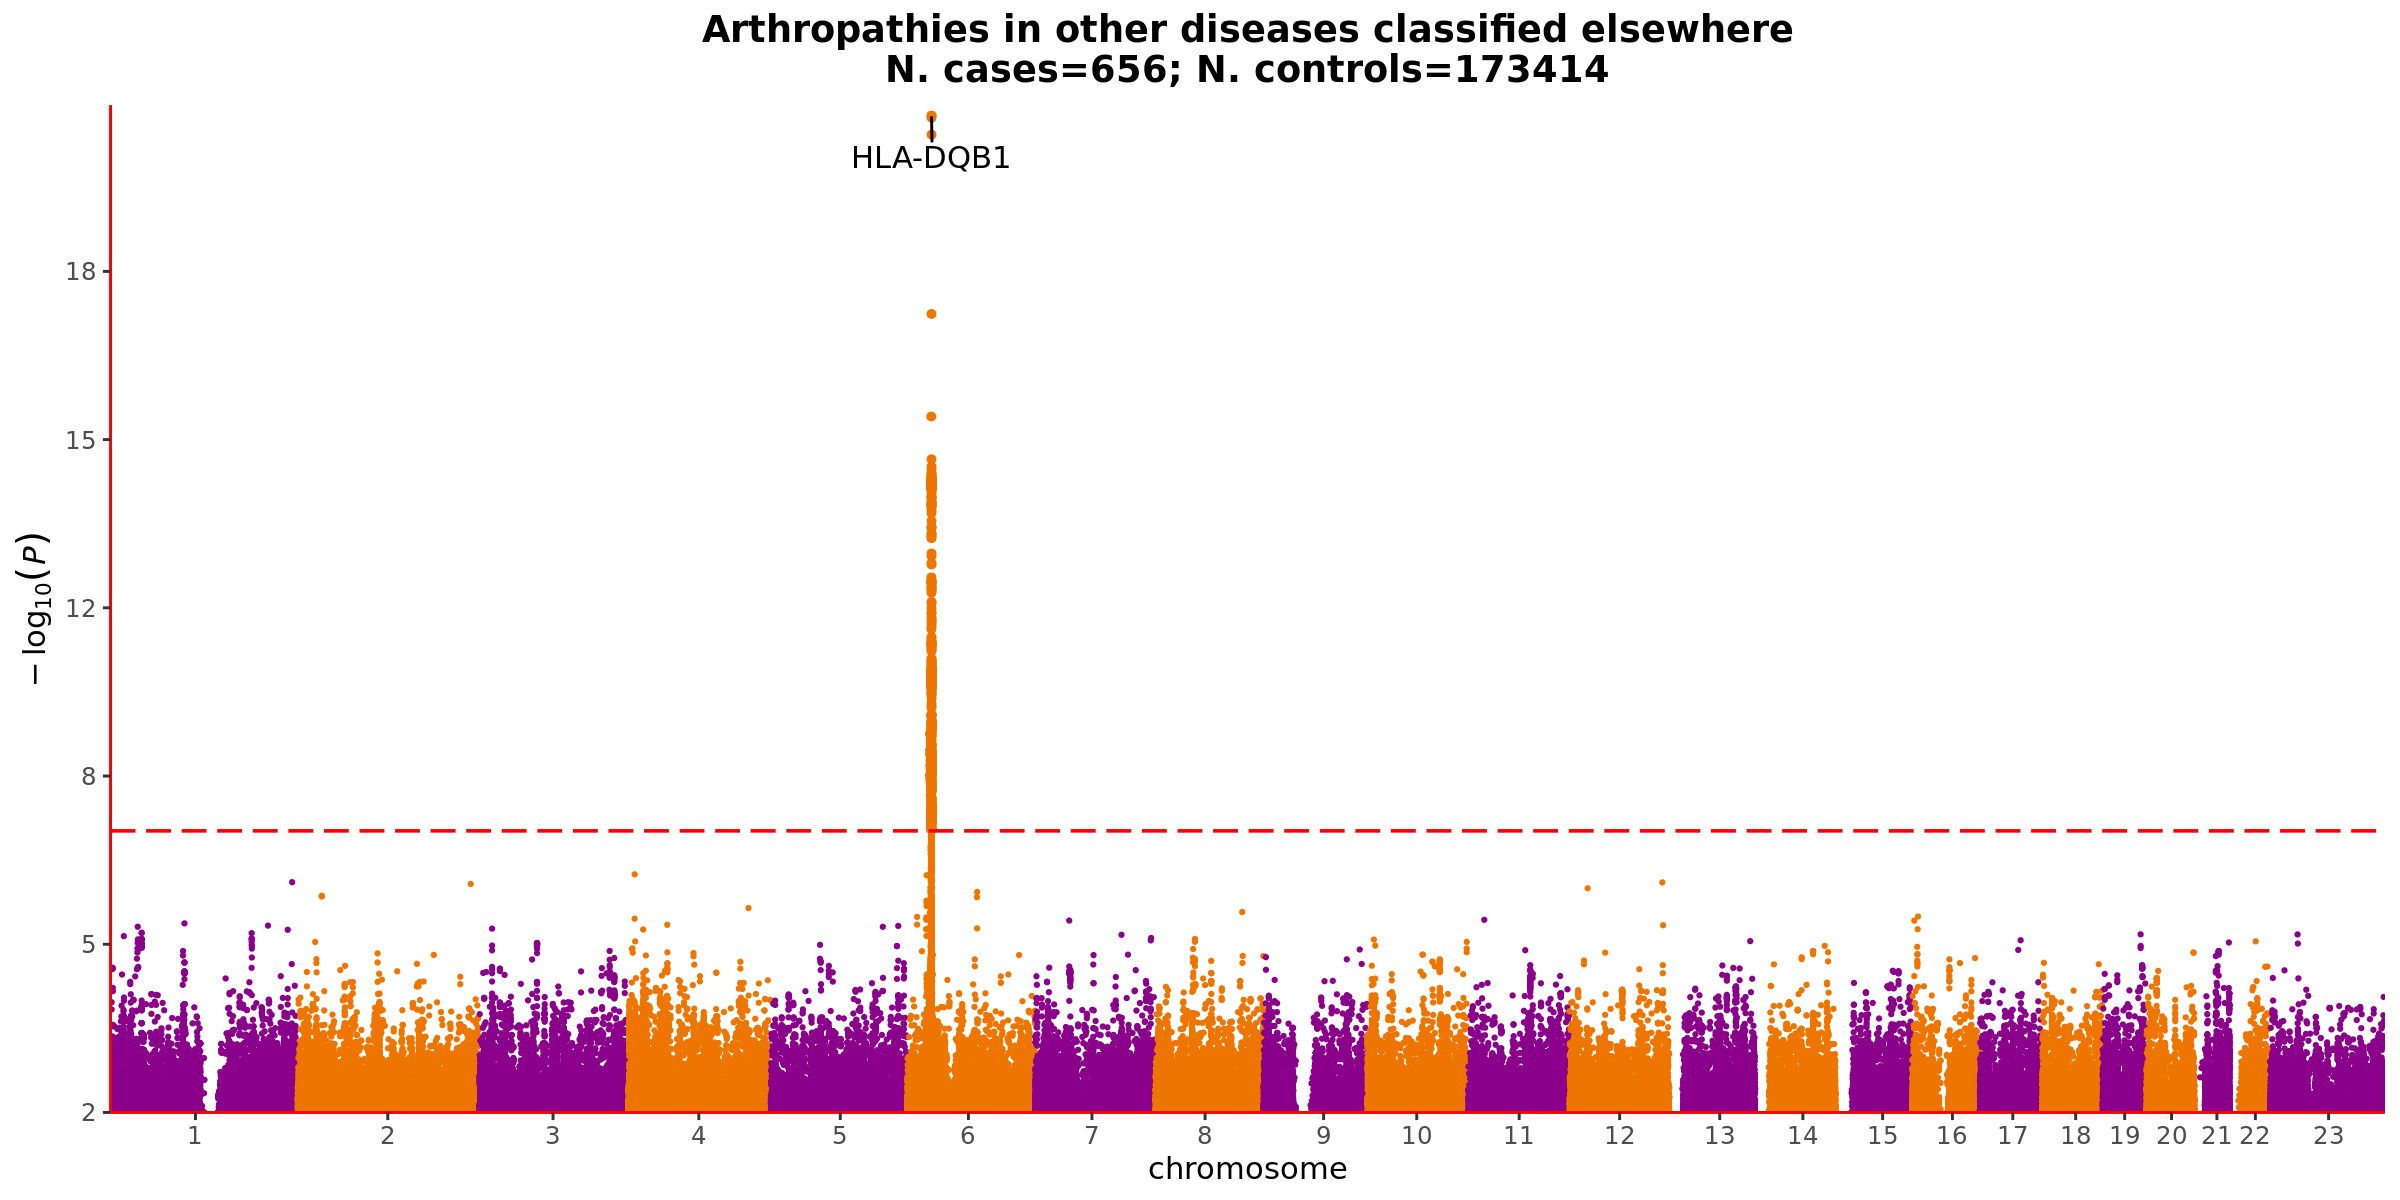 Arthropathies in other diseases classified elsewhere
N. cases=656; N. controls=173414
HLA-DQB1
18
15
12
8
5
2
− log10(P)
1 2 3 4 5 6 7 8 9 10 11 12 13 14 15 16 17 18 19 20 21 22 23
chromosome